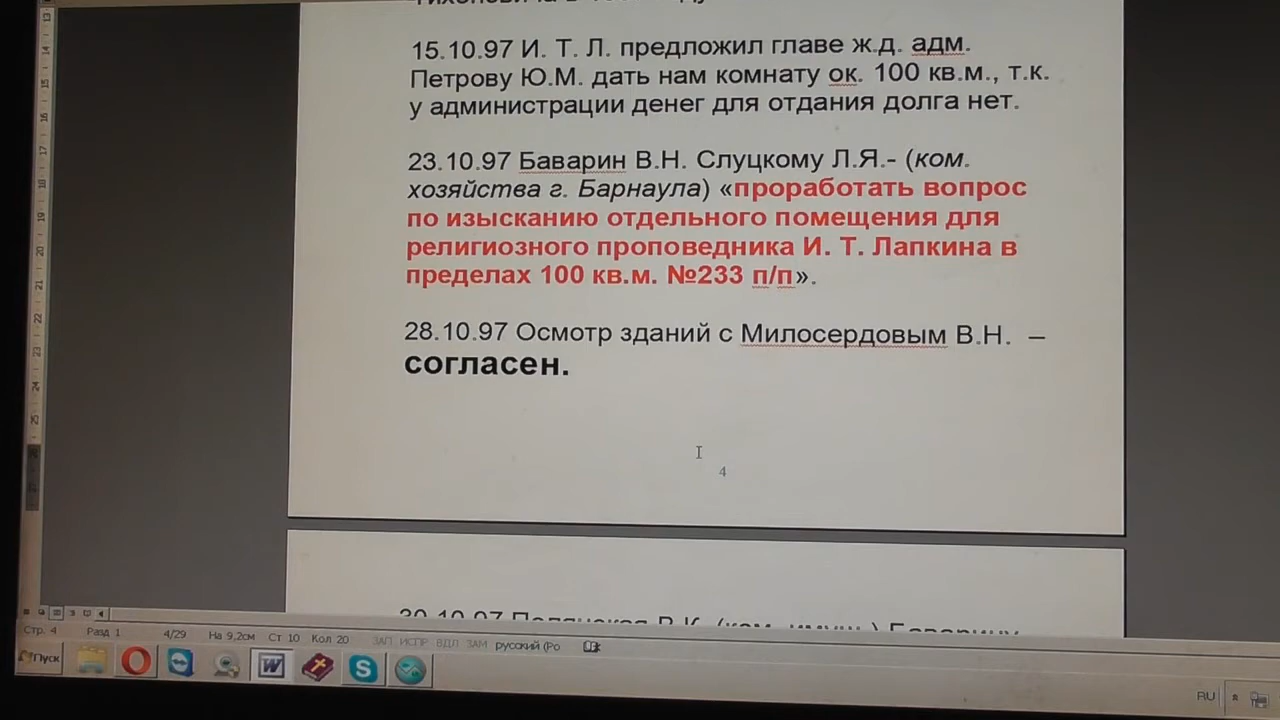 15.10.97 И. Т. Л. предложил главе ж.д. адм.
Петрову Ю.М. дать нам комнату ок. 100 кв.м., т.к.
у администрации денег для отдания долга нет.
23.10.97 Баварин В.Н. Слуцкому Л.Я.- (ком.
хозяйства г. Барнаула) «проработать вопрос
по изысканию отдельного помещения для
религиозного проповедника И. Т. Лапкина в
пределах 100 кв.м. №233 п/п».
28.10.97 Осмотр зданий с Милосердовым В.Н. –
согласен.
4
Стр. 4 Разд 1 4/29 На 9,2см Ст 10 Кол 20 ЗАП ИСПР ВДЛ ЗАМ русский (Ро
Пуск
RU